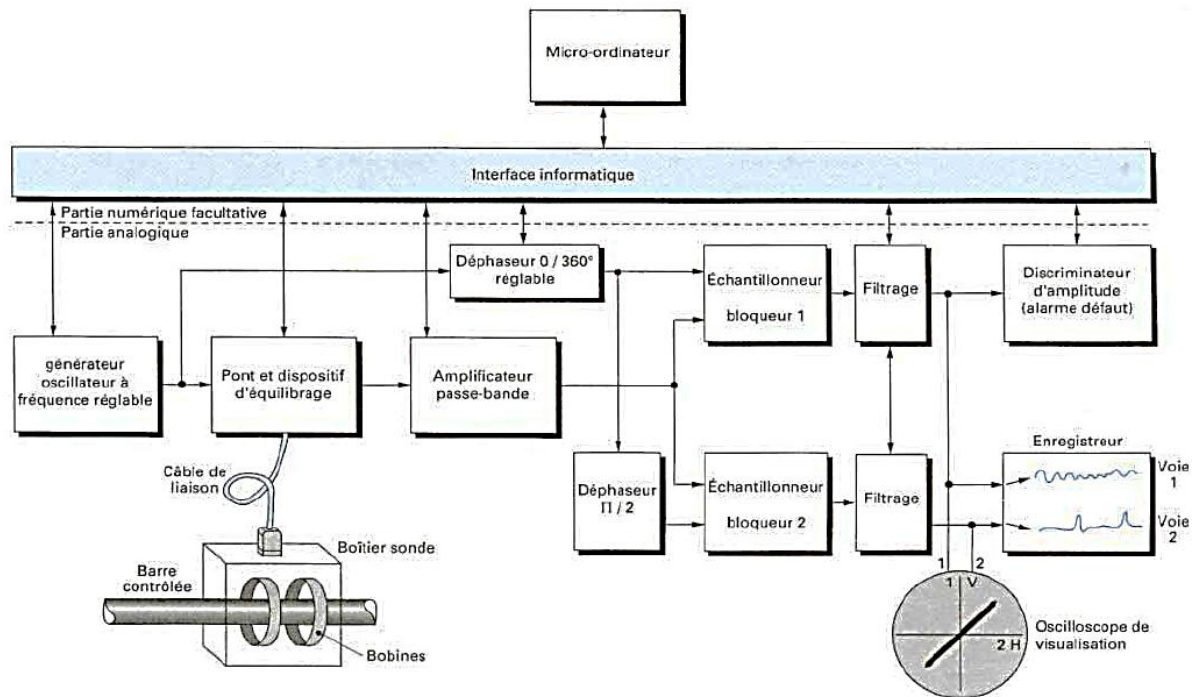 Micro-ordinateur
Interface informatique
Partie numérique facultative
Partie analogique
Déphaseur 0 / 360°
réglable
Échantillonneur
bloqueur 1
Filtrage
Discriminateur
d'amplitude
(alarme défaut)
générateur
oscillateur à
fréquence réglable
Pont et dispositif
d'équilibrage
Amplificateur
passe-bande
Câble de
liaison
Déphaseur
Π / 2
Échantillonneur
bloqueur 2
Filtrage
Enregistreur
Voie
1
Voie
2
Boîtier sonde
Barre
contrôlée
Bobines
1 2
1 V
2 H
Oscilloscope de
visualisation